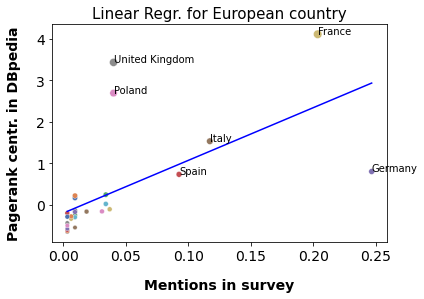 Linear Regr. for European country
Pagerank centr. in DBpedia
4
3
2
1
0
France
United Kingdom
Poland
Italy
Spain
Germany
0.00 0.05 0.10 0.15 0.20 0.25
Mentions in survey